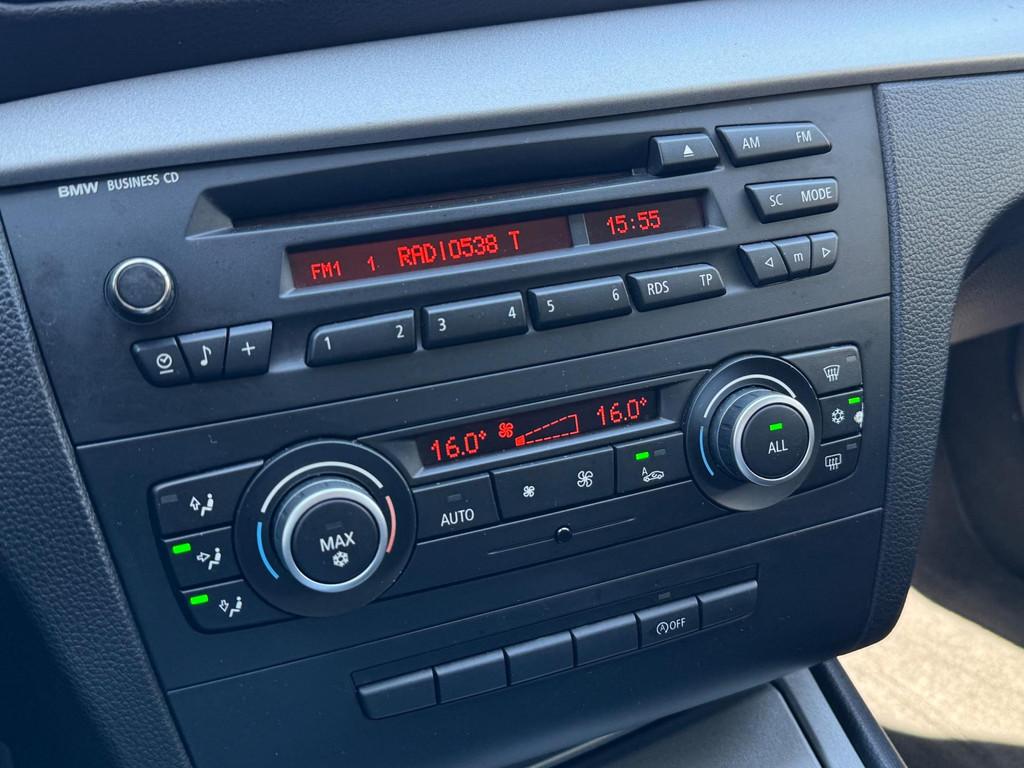 AM FM
BMW BUSINESS CD
SC MODE
FM1 1 RADIO538 T 15:55
m
1 2 3 4 5 6 RDS TP
16.0° 16.0°
ALL
A
AUTO
MAX
A OFF